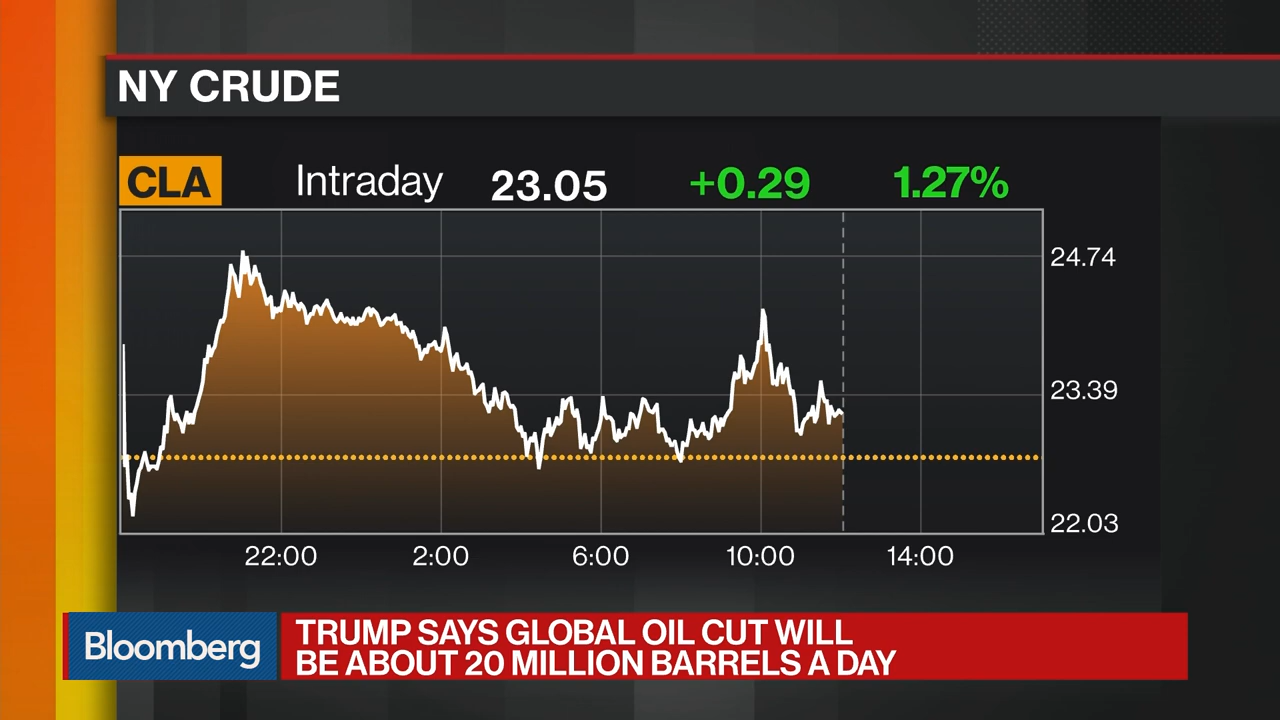 NY CRUDE
CLA Intraday 23.05 +0.29 1.27%
24.74
23.39
22.03
22:00 2:00 6:00 10:00 14:00
Bloomberg
TRUMP SAYS GLOBAL OIL CUT WILL
BE ABOUT 20 MILLION BARRELS A DAY